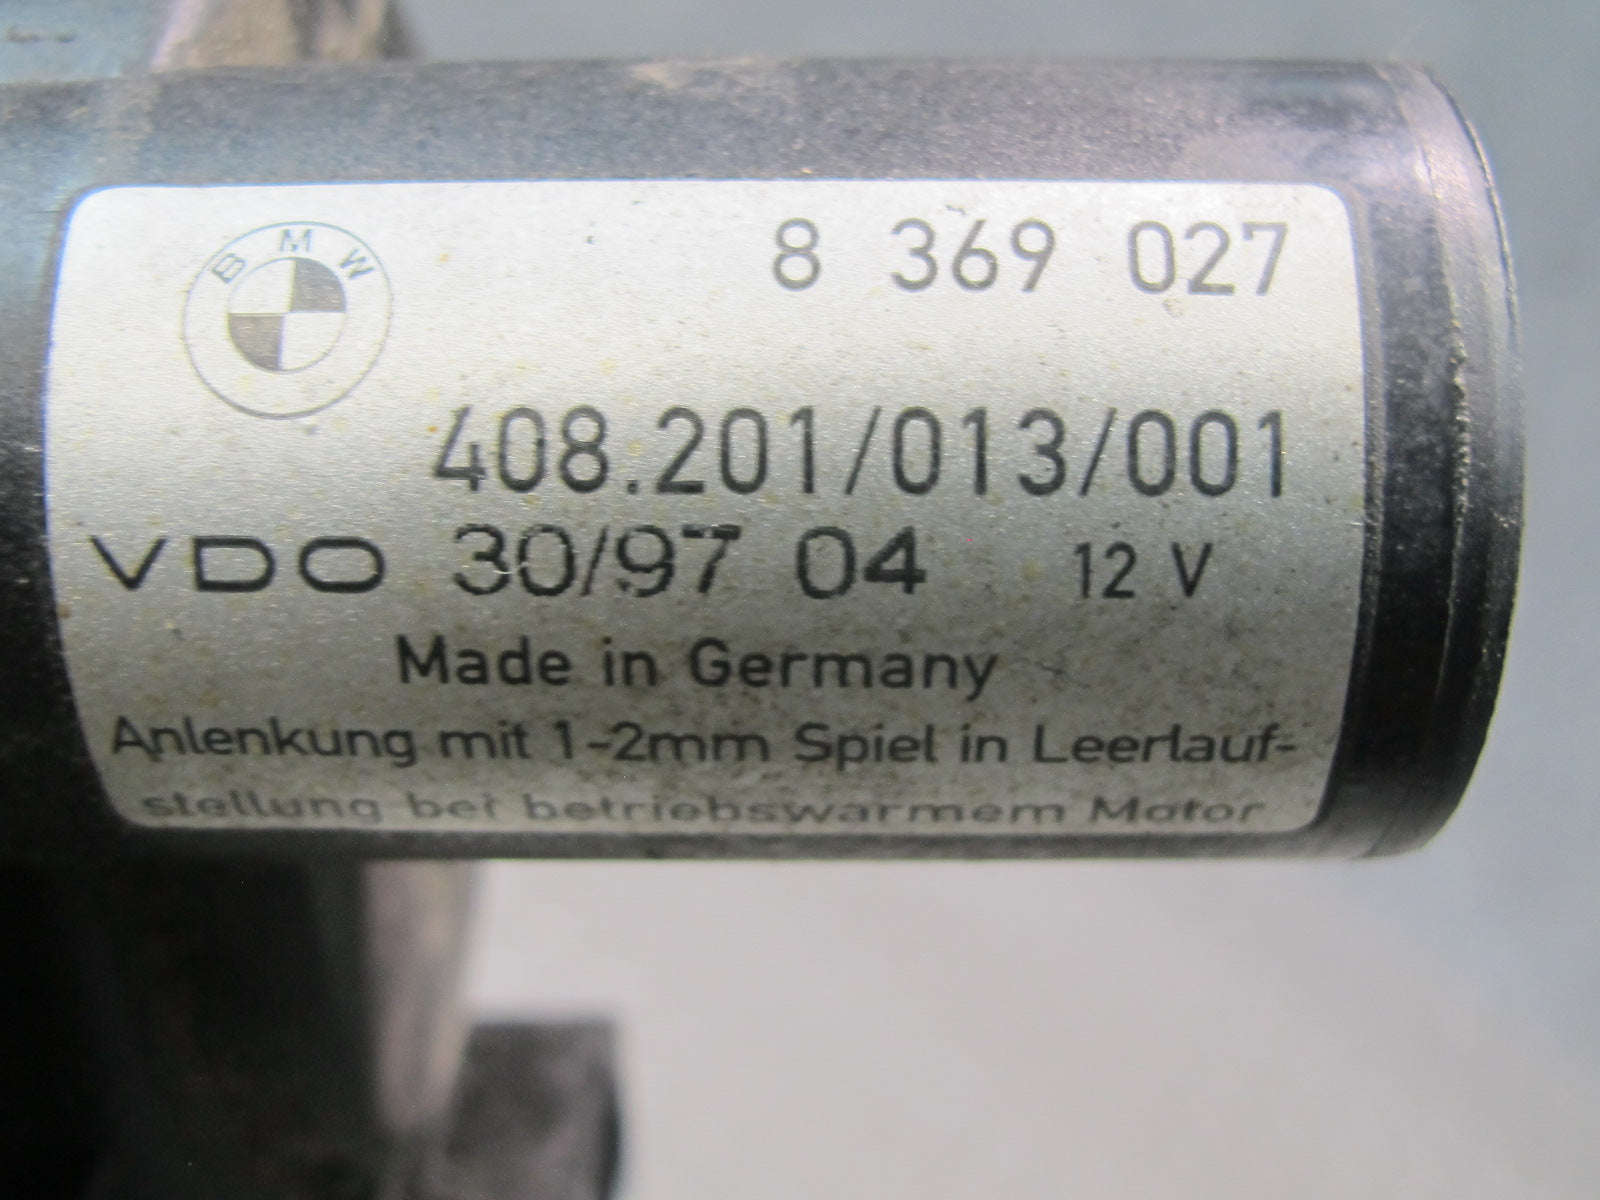 BMW
8 369 027
408.201/013/001
VDO 30/97 04 12 V
Made in Germany
Anlenkung mit 1-2mm Spiel in Leerlauf-
stellung bei betriebswarmem Motor